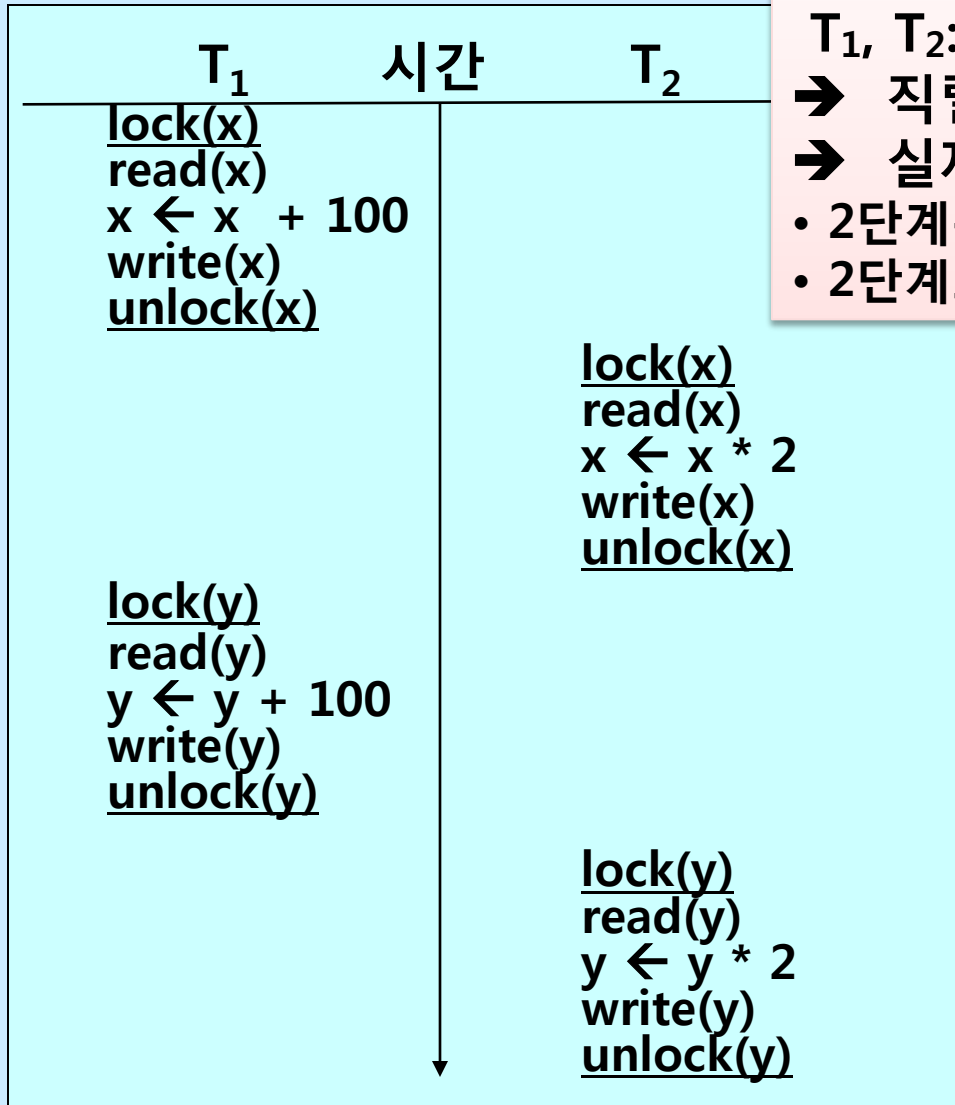 T₁ 시간 T₂
lock(x)
read(x)
x ← x + 100
write(x)
unlock(x)
lock(x)
read(x)
x ← x * 2
write(x)
unlock(x)
lock(y)
read(y)
y ← y + 100
write(y)
unlock(y)
lock(y)
read(y)
y ← y * 2
write(y)
unlock(y)
T₁, T₂:
➔
➔
• 2단계
• 2단계